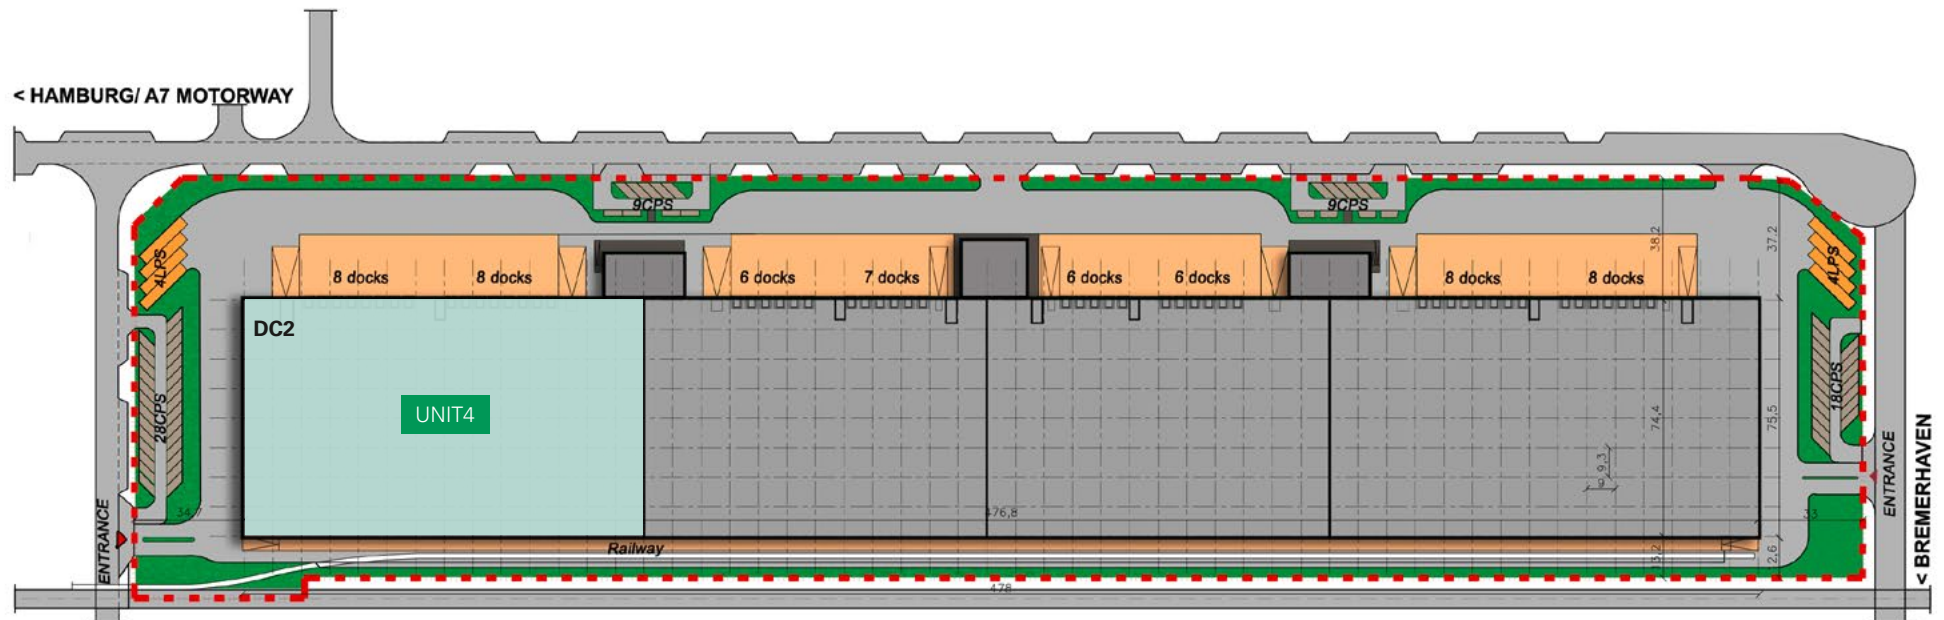 < HAMBURG/ A7 MOTORWAY
9CPS
9CPS
4LPS
4LPS
38,2
37,2
8 docks
8 docks
6 docks
7 docks
6 docks
6 docks
8 docks
8 docks
DC2
UNIT4
28CPS
18CPS
74,4
75,5
9,3
9
34,7
476,8
33
ENTRANCE
ENTRANCE
< BREMERHAVEN
Railway
2,6
478